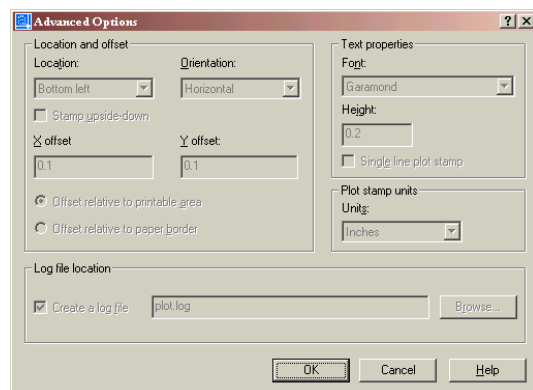 Advanced Options
Location and offset
Location:
Orientation:
Bottom left
Horizontal
Stamp upside-down
X offset
Y offset:
0.1
0.1
Offset relative to printable area
Offset relative to paper border
Text properties
Font:
Garamond
Height:
0.2
Single line plot stamp
Plot stamp units
Units:
Inches
Log file location
Create a log file
plot.log
Browse...
OK
Cancel
Help